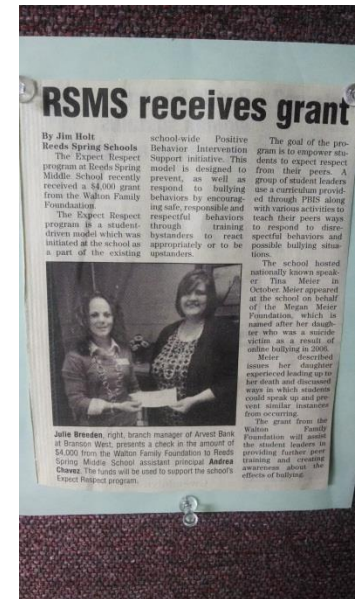 RSMS receives grant
By Jim Holt
Reeds Spring Schools
The Expect Respect
program at Reeds Spring
Middle School recently
received a $4,000 grant
from the Walton Family
Foundation.
The Expect Respect
program is a student-
driven model which was
initiated at the school as
a part of the existing
school-wide Positive
Behavior Intervention
Support initiative. This
model is designed to
prevent, as well as
respond to bullying
behaviors by encourag-
ing safe, responsible and
respectful behaviors
through training
bystanders to react
appropriately or to be
upstanders.
The goal of the pro-
gram is to empower stu-
dents to expect respect
from their peers. A
group of student leaders
use a curriculum provid-
ed through PBIS along
with various activities to
teach their peers ways
to respond to disre-
spectful behaviors and
possible bullying situa-
tions.
The school hosted
nationally known speak-
er Tina Meier in
October. Meier appeared
at the school on behalf
of the Megan Meier
Foundation, which is
named after her daugh-
ter who was a suicide
victim as a result of
online bullying in 2006.
Meier described
issues her daughter
experieced leading up to
her death and discussed
ways in which students
could speak up and pre-
vent similar instances
from occurring.
The grant from the
Walton Family
Foundation will assist
the student leaders in
providing further peer
training and creating
awareness about the
effects of bullying.
Julie Breeden, right, branch manager of Arvest Bank
at Branson West, presents a check in the amount of
$4,000 from the Walton Family Foundation to Reeds
Spring Middle School assistant principal Andrea
Chavez. The funds will be used to support the school's
Expect Respect program.